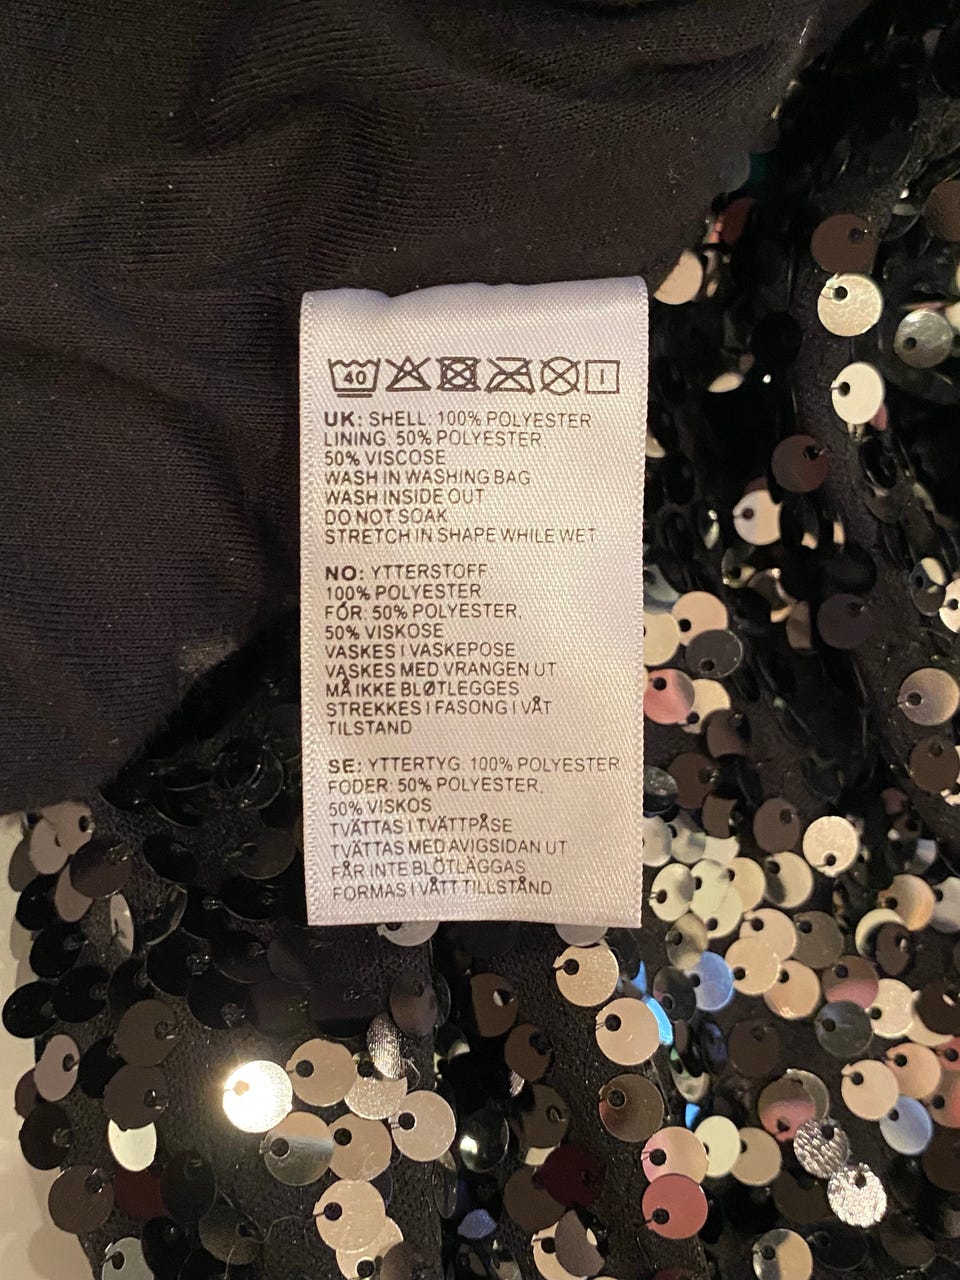 40
UK: SHELL: 100% POLYESTER
LINING: 50% POLYESTER
50% VISCOSE
WASH IN WASHING BAG
WASH INSIDE OUT
DO NOT SOAK
STRETCH IN SHAPE WHILE WET
NO: YTTERSTOFF:
100% POLYESTER
FÓR: 50% POLYESTER,
50% VISKOSE
VASKES I VASKEPOSE
VASKES MED VRANGEN UT
MÅ IKKE BLØTLEGGES
STREKKES I FASONG I VÅT
TILSTAND
SE: YTTERTYG: 100% POLYESTER
FODER: 50% POLYESTER,
50% VISKOS
TVÄTTAS I TVÄTTPÅSE
TVÄTTAS MED AVIGSIDAN UT
FÅR INTE BLÖTLÄGGAS
FORMAS I VÅTT TILLSTÅND